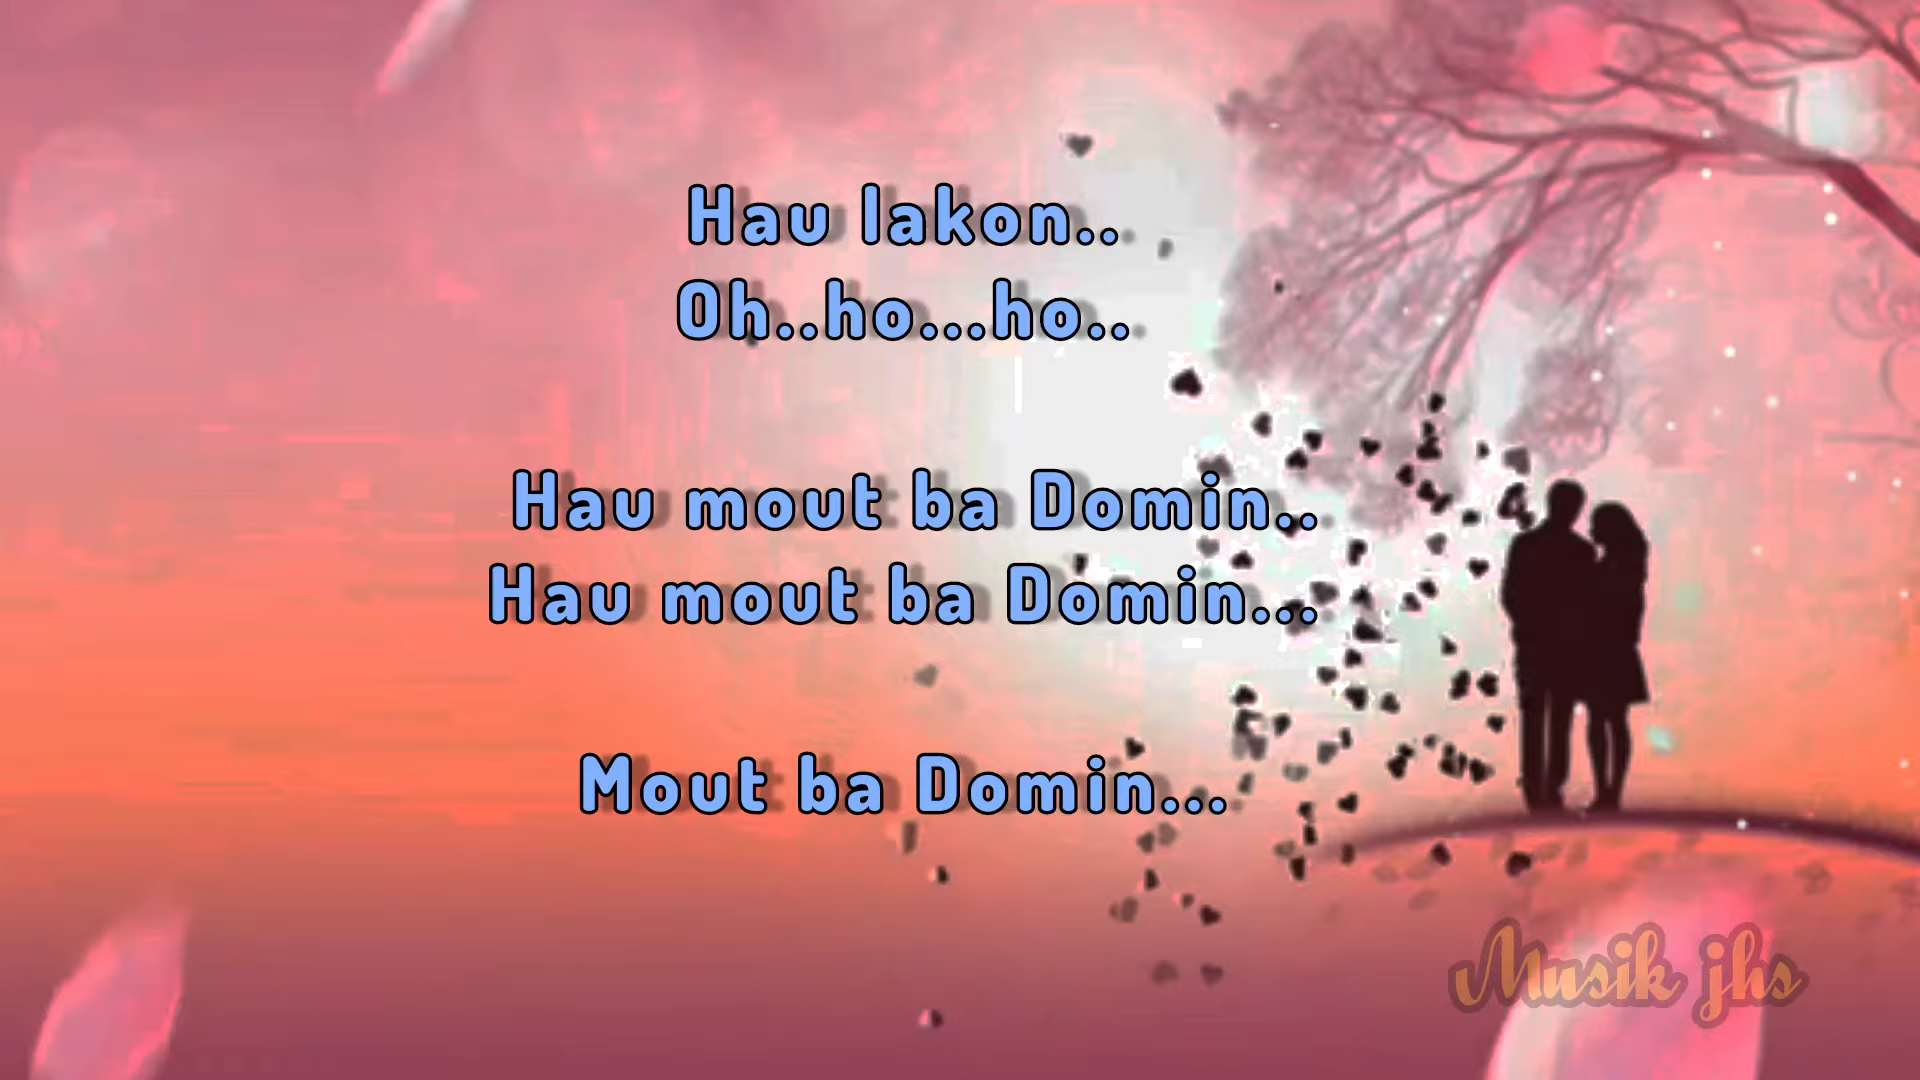 Hau lakon..
Oh..ho...ho..
Hau mout ba Domin..
Hau mout ba Domin...
Mout ba Domin...
Musik jhs